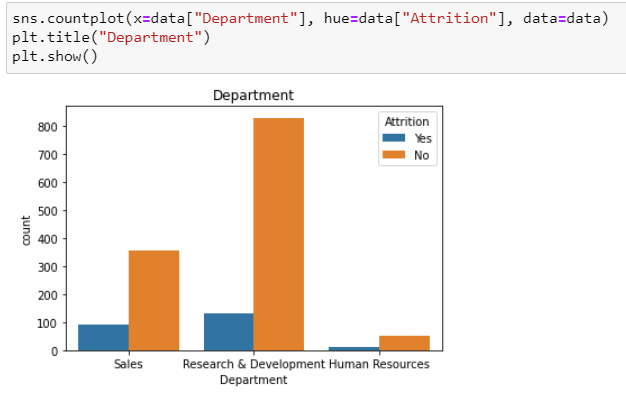 sns.countplot(x=data["Department"], hue=data["Attrition"], data=data)
plt.title("Department")
plt.show()
Department
Attrition
Yes
No
800
700
600
500
400
300
200
100
0
count
Sales
Research & Development
Human Resources
Department